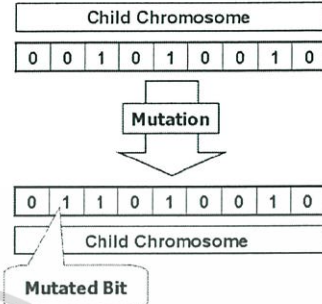 Child Chromosome
0 0 1 0 1 0 0 1 0
Mutation
0 1 1 0 1 0 0 1 0
Child Chromosome
Mutated Bit